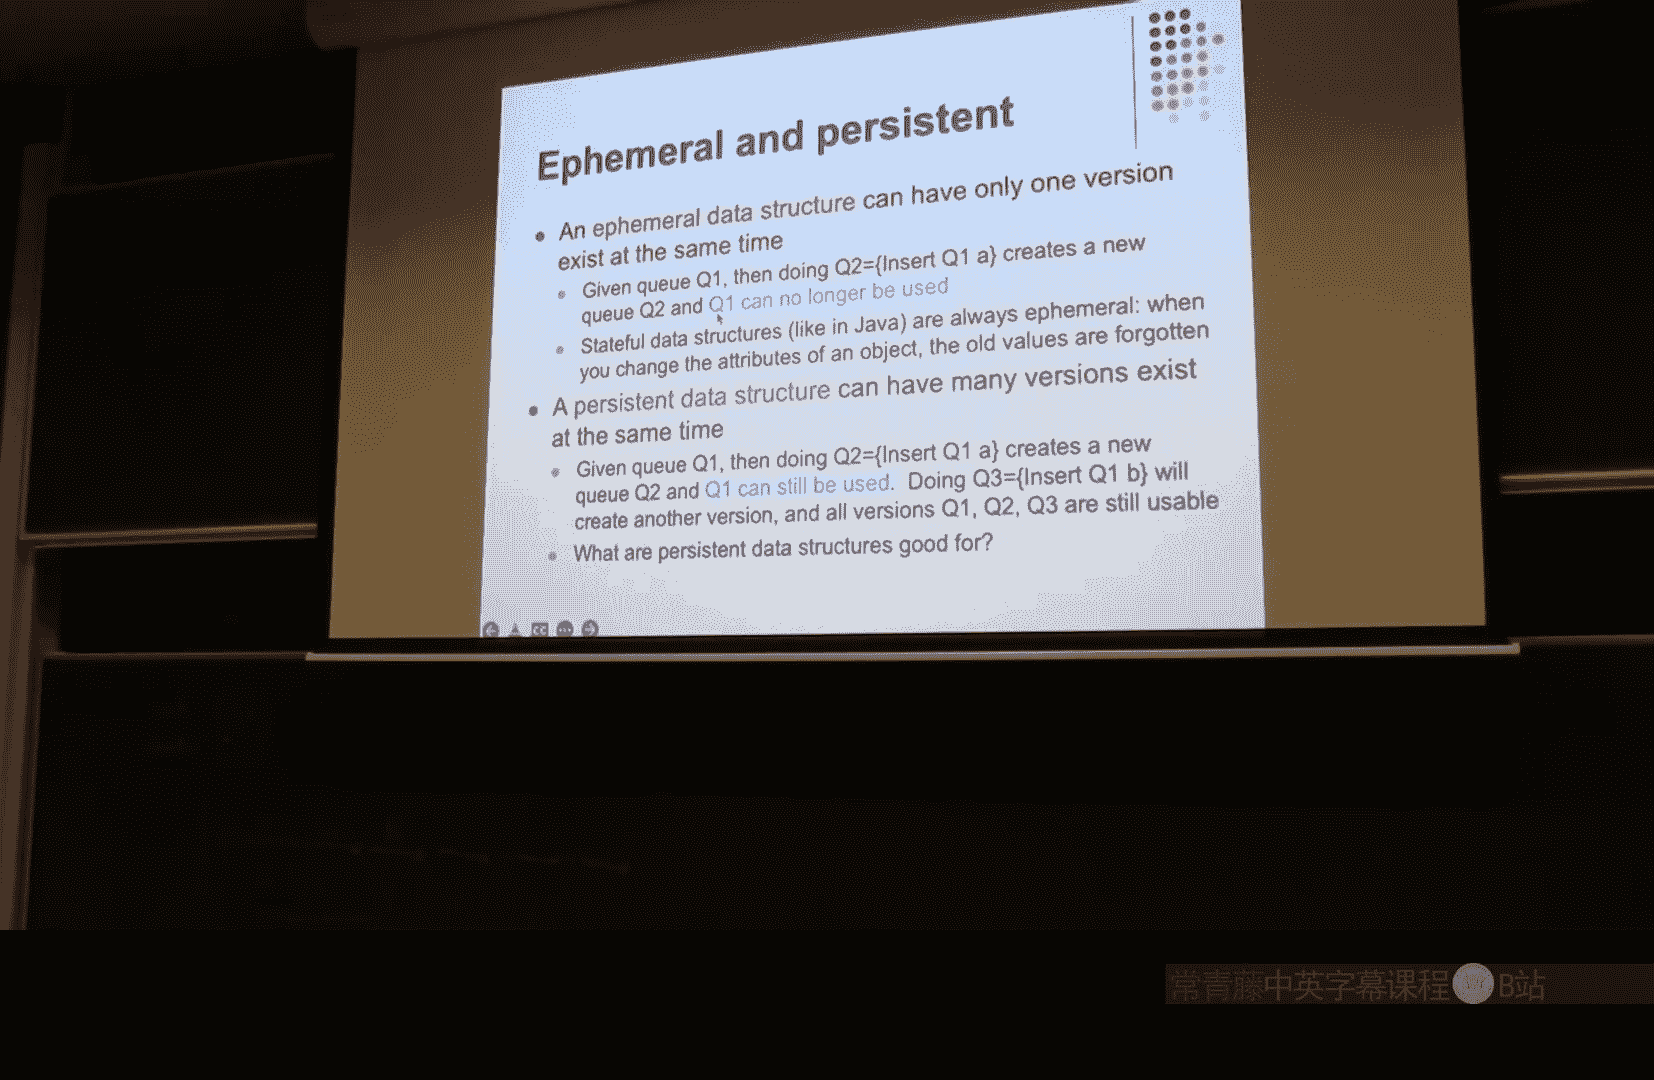 Ephemeral and persistent
An ephemeral data structure can have only one version
exist at the same time
Given queue Q1, then doing Q2={Insert Q1 a} creates a new
queue Q2 and Q1 can no longer be used
Stateful data structures (like in Java) are always ephemeral: when
you change the attributes of an object, the old values are forgotten
A persistent data structure can have many versions exist
at the same time
Given queue Q1, then doing Q2={Insert Q1 a} creates a new
queue Q2 and Q1 can still be used. Doing Q3={Insert Q1 b} will
create another version, and all versions Q1, Q2, Q3 are still usable
What are persistent data structures good for?
常青藤中英字幕课程 B站